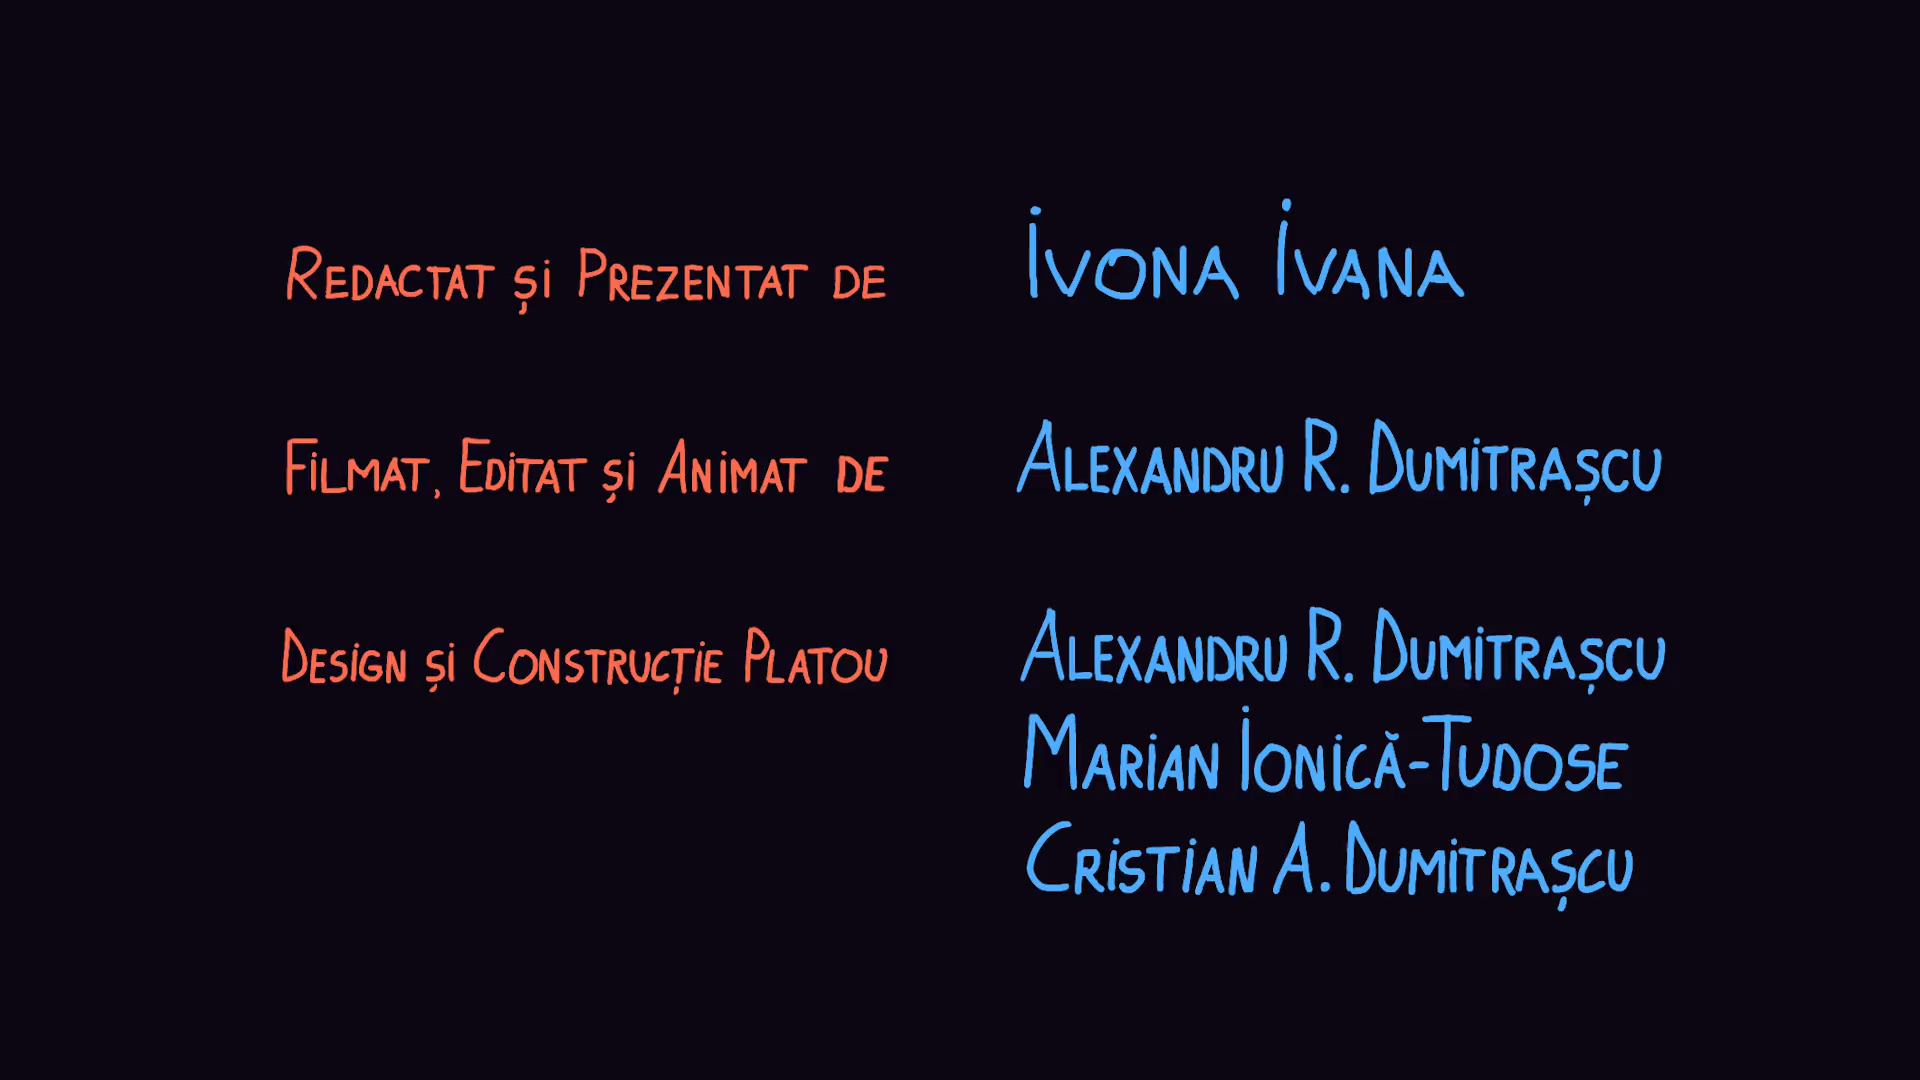 Redactat și Prezentat de Ivona Ivana
Filmat, Editat și Animat de Alexandru R. Dumitrașcu
Design și Construcție Platou Alexandru R. Dumitrașcu
Marian Ionică-Tudose
Cristian A. Dumitrașcu